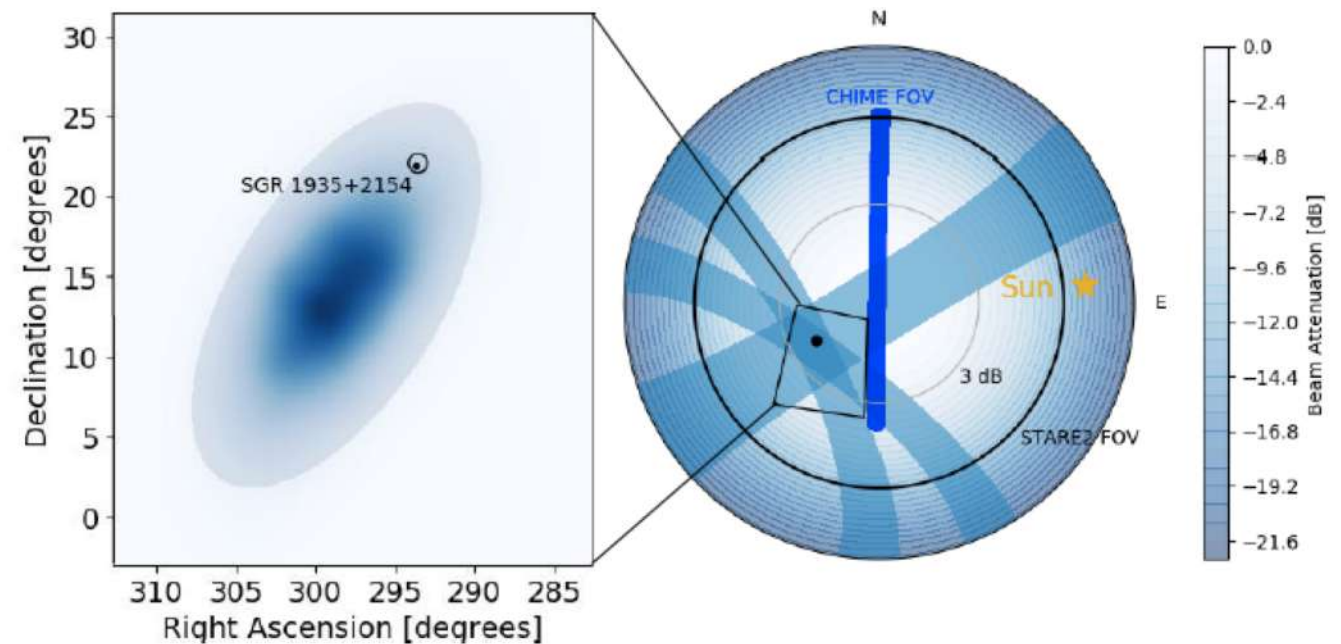 30
25
20
15
10
5
0
Declination [degrees]
SGR 1935+2154
310 305 300 295 290 285
Right Ascension [degrees]
N
CHIME FOV
Sun
E
3 dB
STARE2 FOV
0.0
−2.4
−4.8
−7.2
−9.6
−12.0
−14.4
−16.8
−19.2
−21.6
Beam Attenuation [dB]